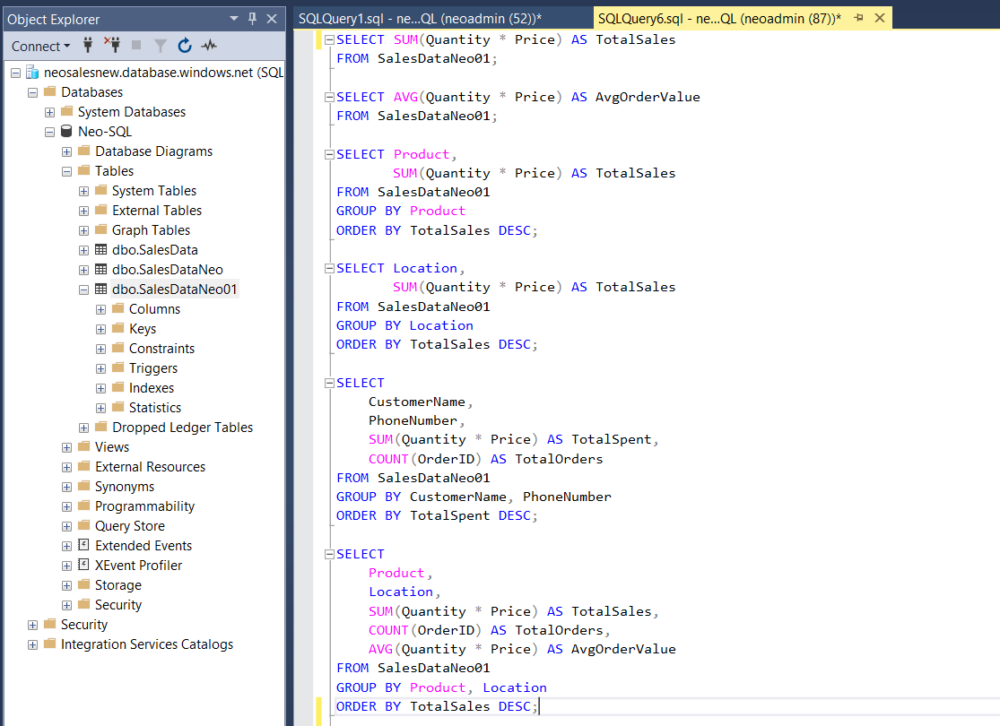 Object Explorer
Connect
neosalesnew.database.windows.net (SQL
Databases
System Databases
Neo-SQL
Database Diagrams
Tables
System Tables
External Tables
Graph Tables
dbo.SalesData
dbo.SalesDataNeo
dbo.SalesDataNeo01
Columns
Keys
Constraints
Triggers
Indexes
Statistics
Dropped Ledger Tables
Views
External Resources
Synonyms
Programmability
Query Store
Extended Events
XEvent Profiler
Storage
Security
Security
Integration Services Catalogs
SQLQuery1.sql - ne...QL (neoadmin (52))*
SQLQuery6.sql - ne...QL (neoadmin (87))*
SELECT SUM(Quantity * Price) AS TotalSales
FROM SalesDataNeo01;
SELECT AVG(Quantity * Price) AS AvgOrderValue
FROM SalesDataNeo01;
SELECT Product,
SUM(Quantity * Price) AS TotalSales
FROM SalesDataNeo01
GROUP BY Product
ORDER BY TotalSales DESC;
SELECT Location,
SUM(Quantity * Price) AS TotalSales
FROM SalesDataNeo01
GROUP BY Location
ORDER BY TotalSales DESC;
SELECT
CustomerName,
PhoneNumber,
SUM(Quantity * Price) AS TotalSpent,
COUNT(OrderID) AS TotalOrders
FROM SalesDataNeo01
GROUP BY CustomerName, PhoneNumber
ORDER BY TotalSpent DESC;
SELECT
Product,
Location,
SUM(Quantity * Price) AS TotalSales,
COUNT(OrderID) AS TotalOrders,
AVG(Quantity * Price) AS AvgOrderValue
FROM SalesDataNeo01
GROUP BY Product, Location
ORDER BY TotalSales DESC;